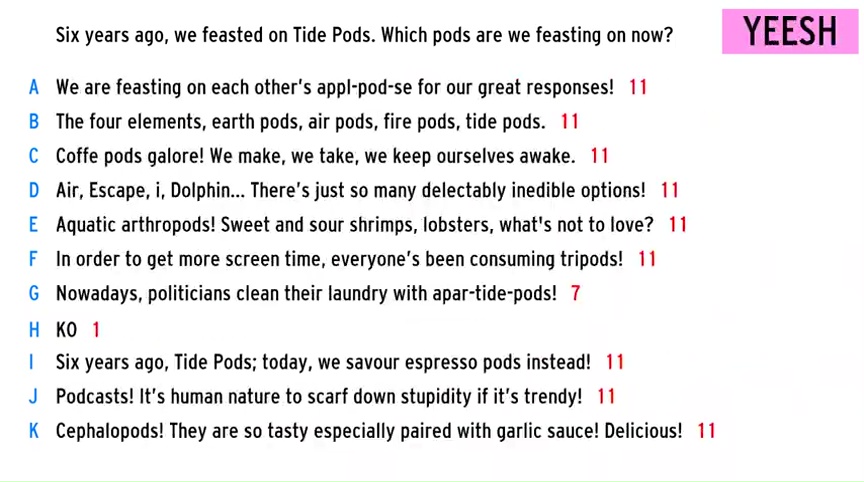 Six years ago, we feasted on Tide Pods. Which pods are we feasting on now?
YEESH
A We are feasting on each other's appl-pod-se for our great responses! 11
B The four elements, earth pods, air pods, fire pods, tide pods. 11
C Coffe pods galore! We make, we take, we keep ourselves awake. 11
D Air, Escape, i, Dolphin... There's just so many delectably inedible options! 11
E Aquatic arthropods! Sweet and sour shrimps, lobsters, what's not to love? 11
F In order to get more screen time, everyone's been consuming tripods! 11
G Nowadays, politicians clean their laundry with apar-tide-pods! 7
H KO 1
I Six years ago, Tide Pods; today, we savour espresso pods instead! 11
J Podcasts! It's human nature to scarf down stupidity if it's trendy! 11
K Cephalopods! They are so tasty especially paired with garlic sauce! Delicious! 11